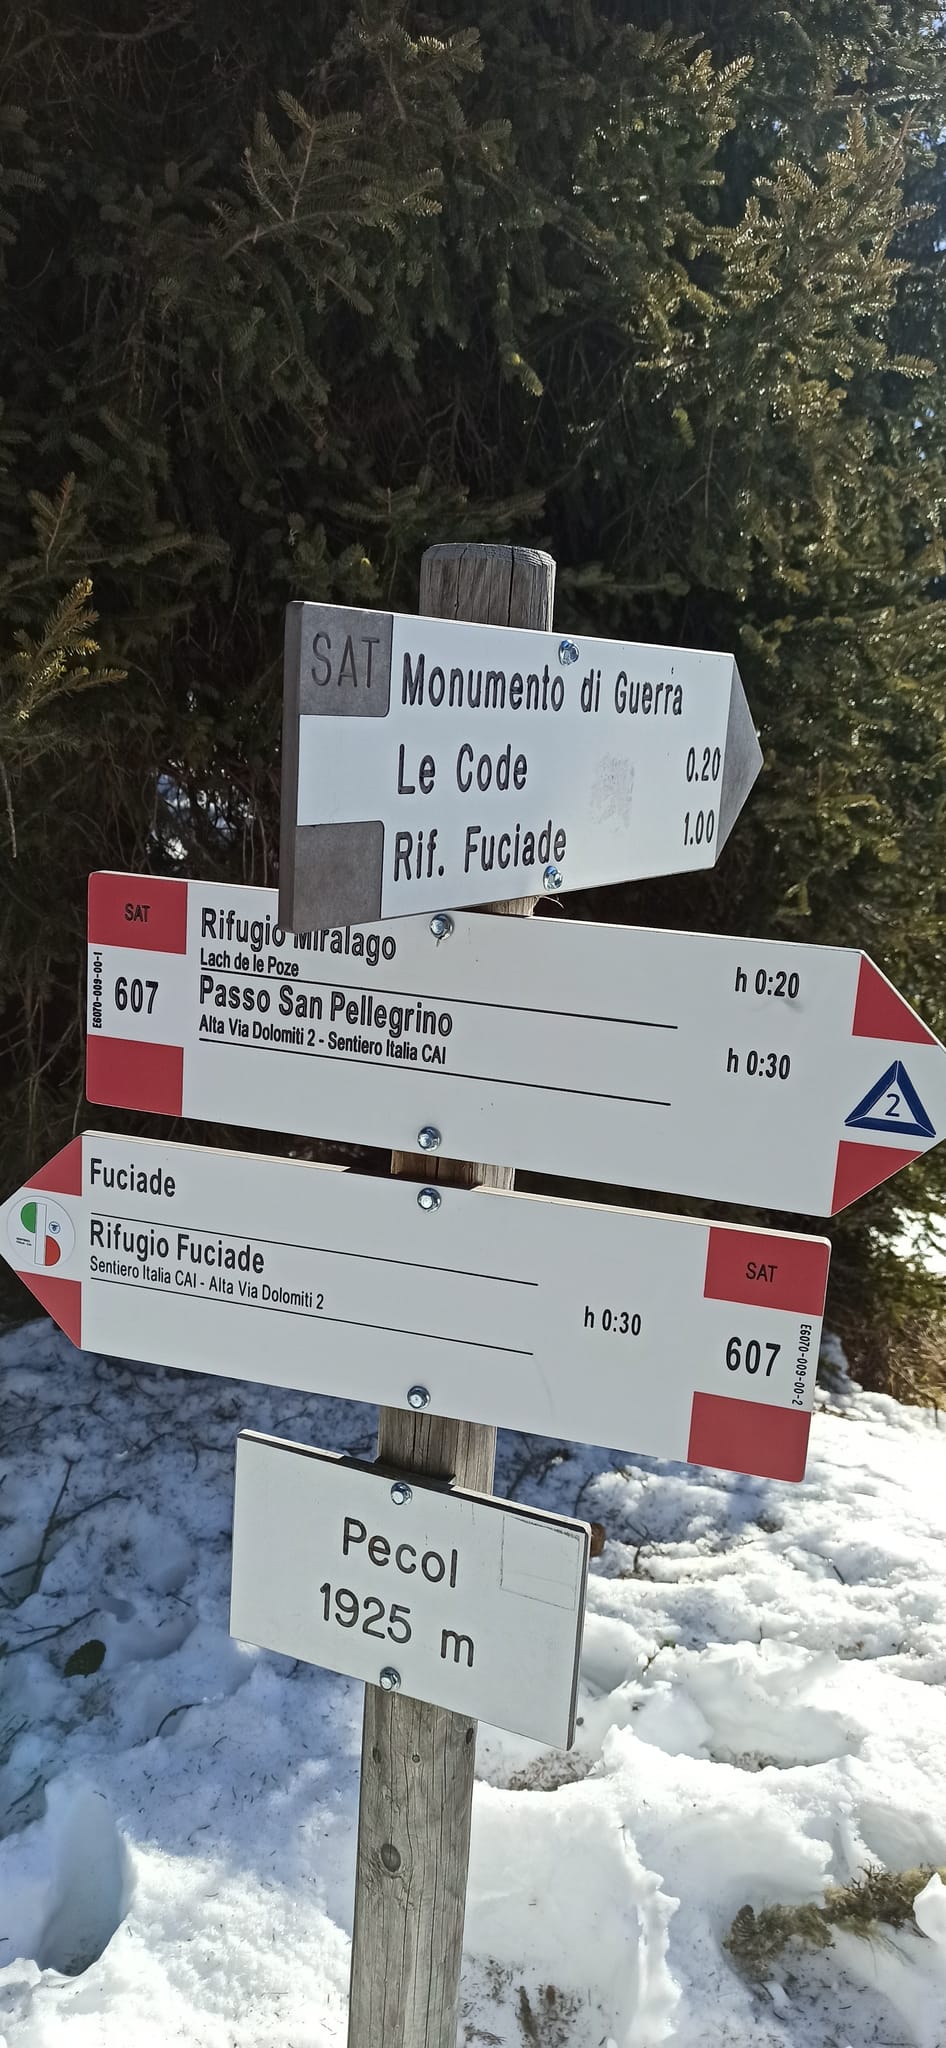 SAT
Monumento di Guerra
Le Code 0.20
Rif. Fuciade 1.00
SAT
607
E6070-009-00-1
Rifugio Miralago h 0:20
Lach de le Poze
Passo San Pellegrino h 0:30
Alta Via Dolomiti 2 - Sentiero Italia CAI
2
Fuciade
Rifugio Fuciade h 0:30
Sentiero Italia CAI - Alta Via Dolomiti 2
SAT
607
E6070-009-00-2
Pecol
1925 m